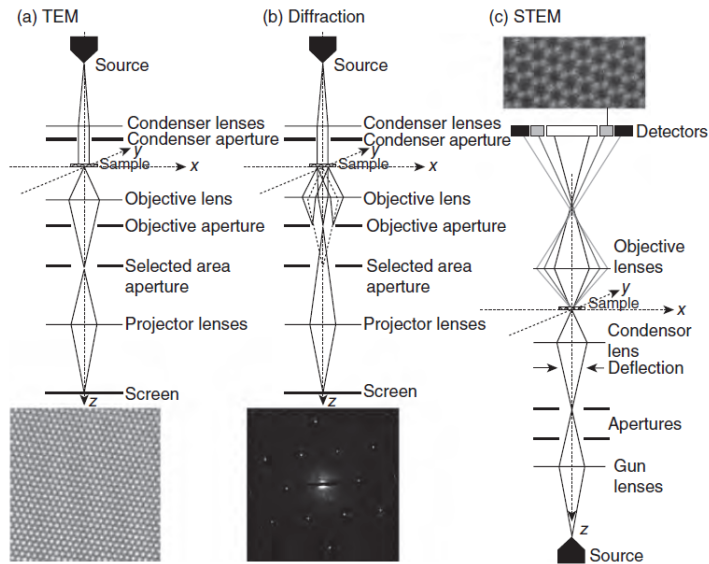 (a) TEM
Source
Condenser lenses
Condenser aperture
y
Sample
x
Objective lens
Objective aperture
Selected area
aperture
Projector lenses
Screen
z
(b) Diffraction
Source
Condenser lenses
Condenser aperture
y
Sample
x
Objective lens
Objective aperture
Selected area
aperture
Projector lenses
Screen
z
(c) STEM
Detectors
Objective
lenses
y
Sample
x
Condensor
lens
Deflection
Apertures
Gun
lenses
z
Source